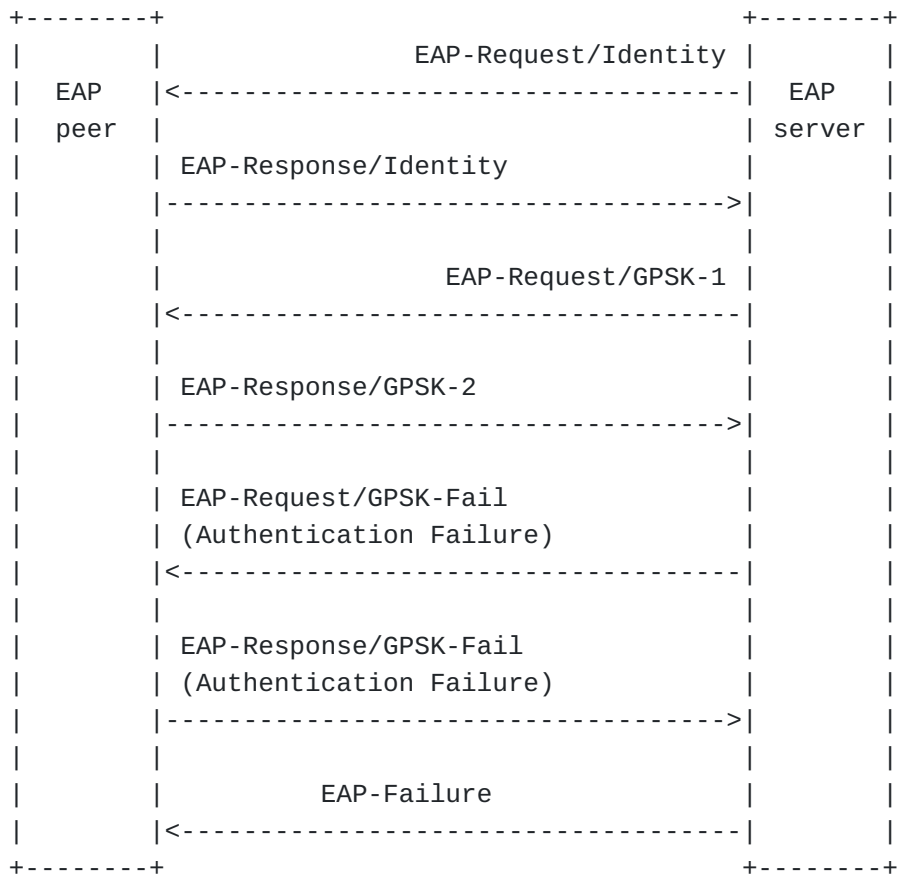 +--------+                                     +--------+
|        |                EAP-Request/Identity |        |
|  EAP   |<------------------------------------|  EAP   |
|  peer  |                                     | server |
|        | EAP-Response/Identity               |        |
|        |------------------------------------>|        |
|        |                                     |        |
|        |                  EAP-Request/GPSK-1 |        |
|        |<------------------------------------|        |
|        |                                     |        |
|        | EAP-Response/GPSK-2                 |        |
|        |------------------------------------>|        |
|        |                                     |        |
|        | EAP-Request/GPSK-Fail               |        |
|        | (Authentication Failure)            |        |
|        |<------------------------------------|        |
|        |                                     |        |
|        | EAP-Response/GPSK-Fail              |        |
|        | (Authentication Failure)            |        |
|        |------------------------------------>|        |
|        |                                     |        |
|        |          EAP-Failure                |        |
|        |<------------------------------------|        |
+--------+                                     +--------+